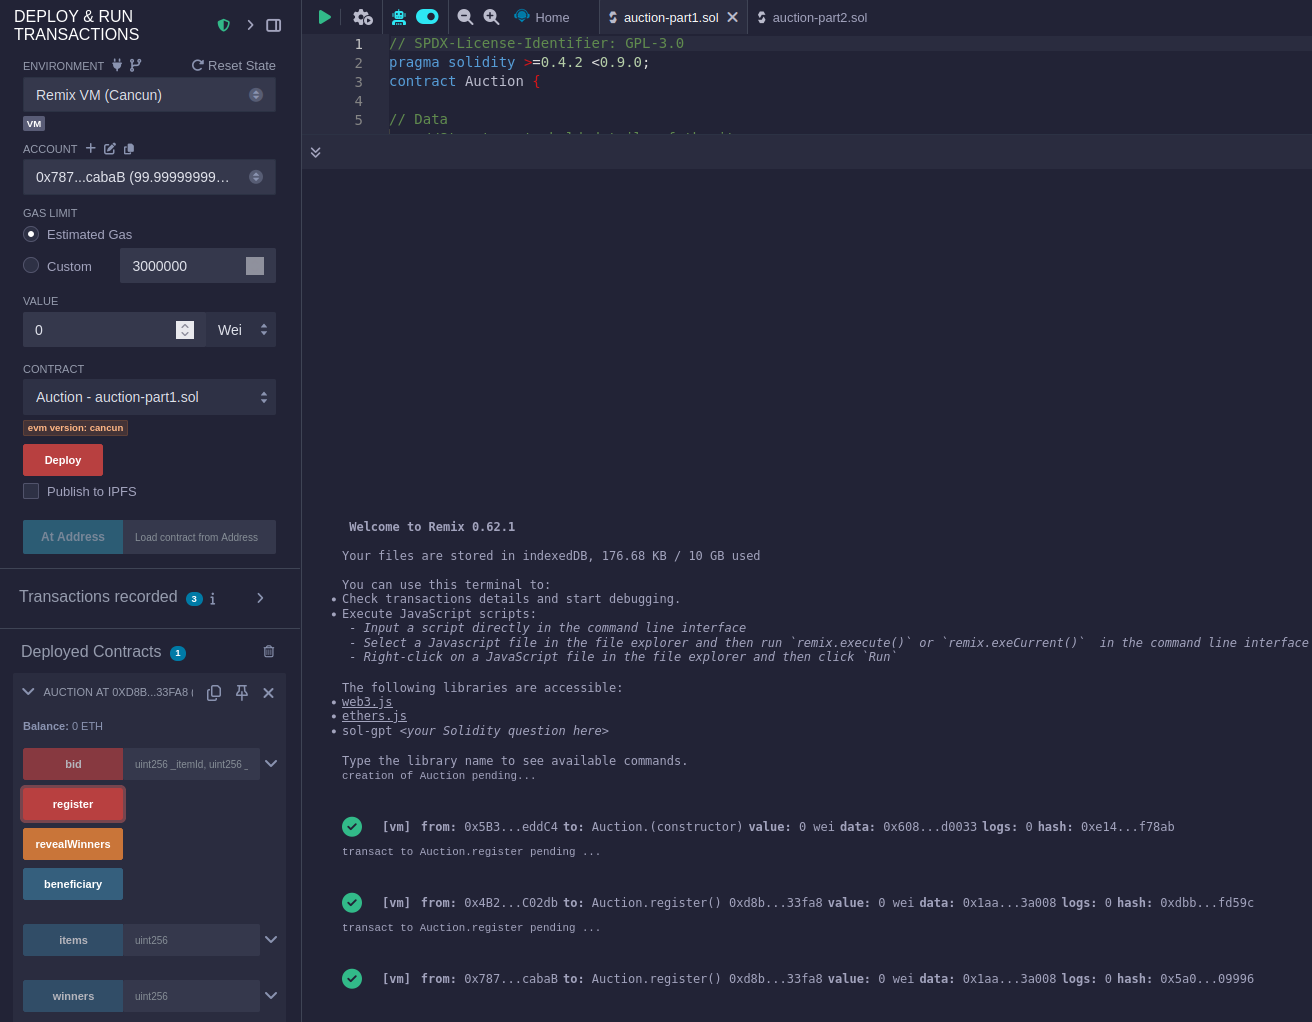 DEPLOY & RUN
TRANSACTIONS
ENVIRONMENT
Reset State
Remix VM (Cancun)
VM
ACCOUNT
0x787...cabaB (99.99999999...
GAS LIMIT
Estimated Gas
Custom
3000000
VALUE
0
Wei
CONTRACT
Auction - auction-part1.sol
evm version: cancun
Deploy
Publish to IPFS
At Address
Load contract from Address
Transactions recorded 3 i
Deployed Contracts 1
AUCTION AT 0XD8B...33FA8 (
Balance: 0 ETH
bid
uint256 _itemId, uint256 _
register
revealWinners
beneficiary
items
uint256
winners
uint256
Home
auction-part1.sol
auction-part2.sol
1 // SPDX-License-Identifier: GPL-3.0
2 pragma solidity >=0.4.2 <0.9.0;
3 contract Auction {
4
5 // Data
Welcome to Remix 0.62.1
Your files are stored in indexedDB, 176.68 KB / 10 GB used
You can use this terminal to:
• Check transactions details and start debugging.
• Execute JavaScript scripts:
- Input a script directly in the command line interface
- Select a Javascript file in the file explorer and then run `remix.execute()` or `remix.exeCurrent()`  in the command line interface
- Right-click on a JavaScript file in the file explorer and then click `Run`
The following libraries are accessible:
• web3.js
• ethers.js
• sol-gpt <your Solidity question here>
Type the library name to see available commands.
creation of Auction pending...
[vm] from: 0x5B3...eddC4 to: Auction.(constructor) value: 0 wei data: 0x608...d0033 logs: 0 hash: 0xe14...f78ab
transact to Auction.register pending ...
[vm] from: 0x4B2...C02db to: Auction.register() 0xd8b...33fa8 value: 0 wei data: 0x1aa...3a008 logs: 0 hash: 0xdbb...fd59c
transact to Auction.register pending ...
[vm] from: 0x787...cabaB to: Auction.register() 0xd8b...33fa8 value: 0 wei data: 0x1aa...3a008 logs: 0 hash: 0x5a0...09996